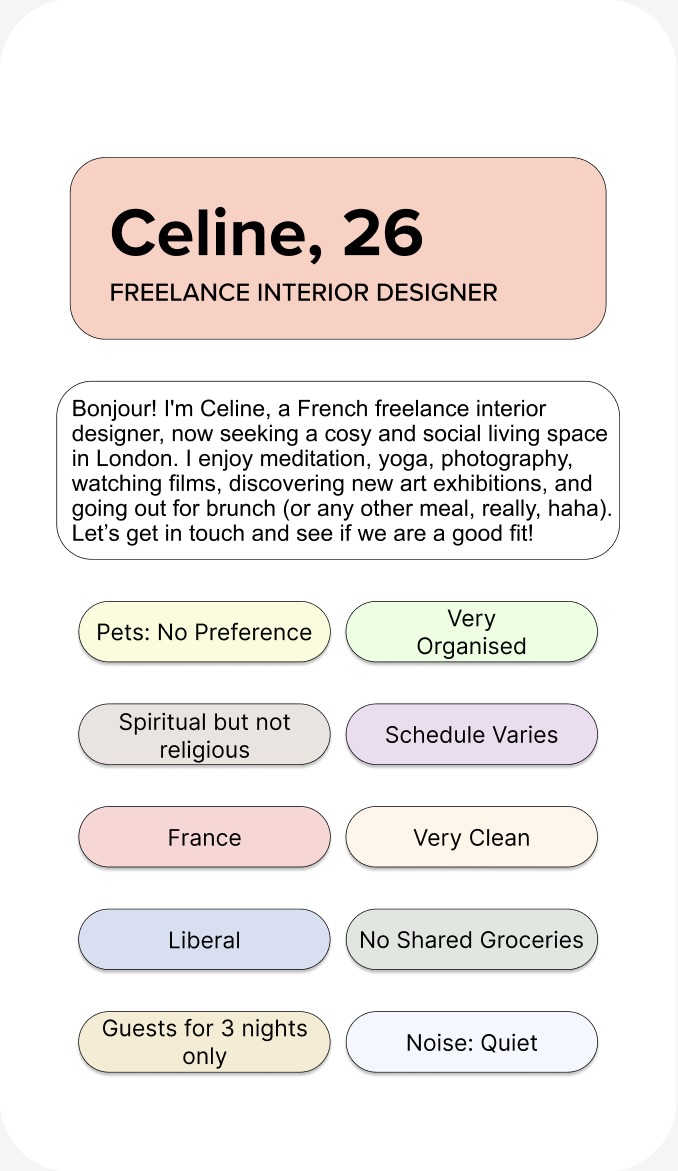 Celine, 26
FREELANCE INTERIOR DESIGNER
Bonjour! I'm Celine, a French freelance interior
designer, now seeking a cosy and social living space
in London. I enjoy meditation, yoga, photography,
watching films, discovering new art exhibitions, and
going out for brunch (or any other meal, really, haha).
Let’s get in touch and see if we are a good fit!
Pets: No Preference
Very
Organised
Spiritual but not
religious
Schedule Varies
France
Very Clean
Liberal
No Shared Groceries
Guests for 3 nights
only
Noise: Quiet